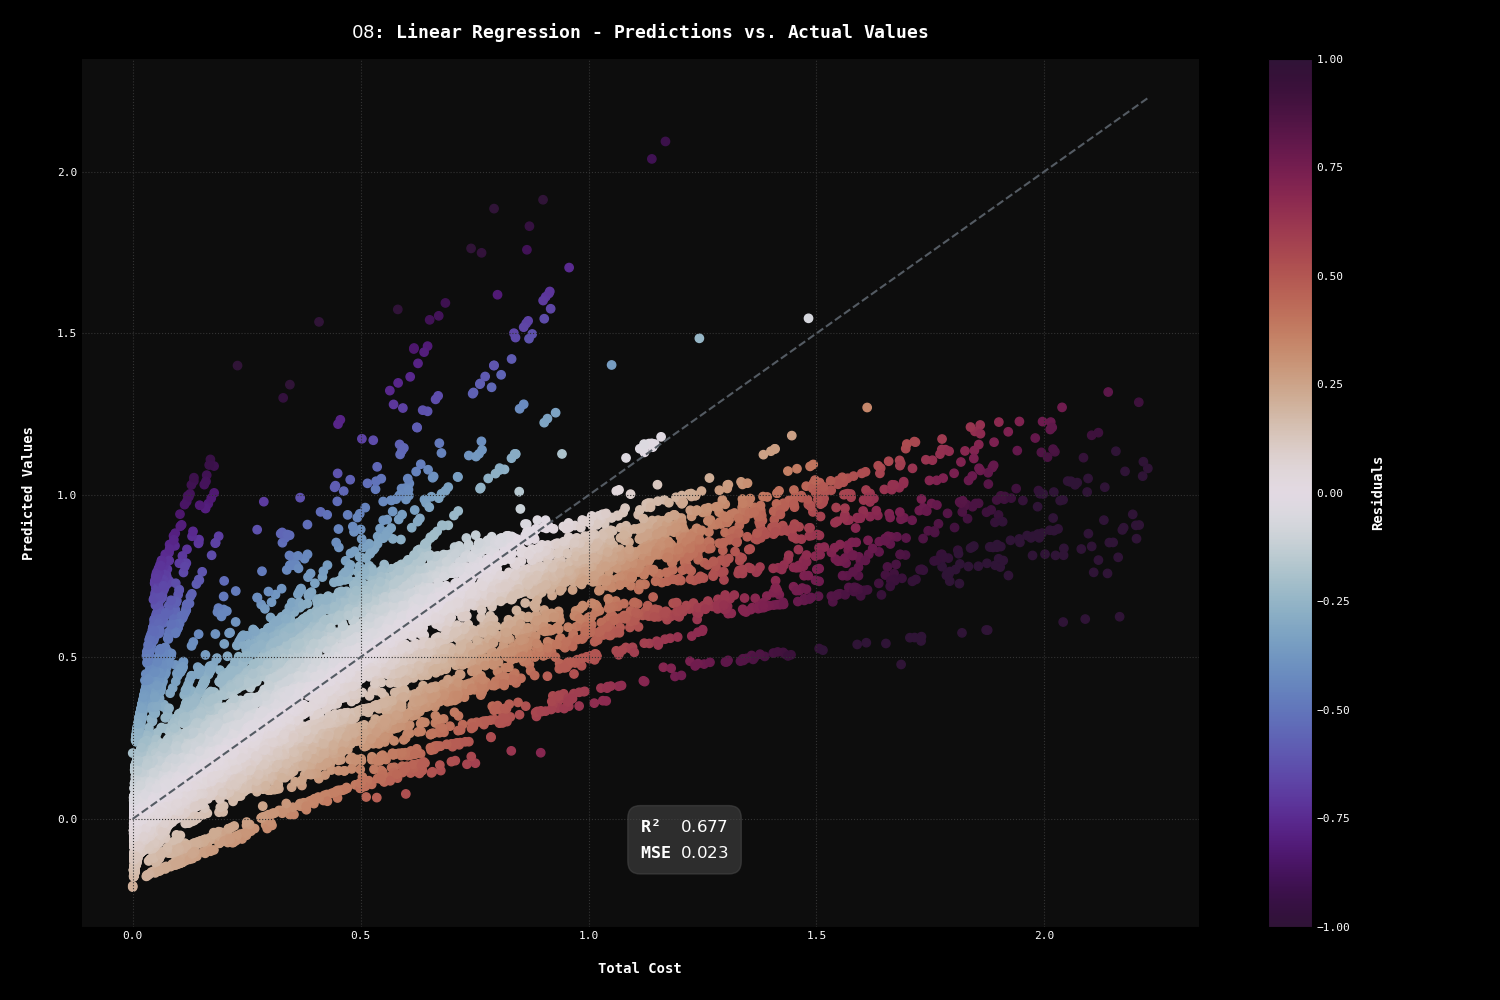 08: Linear Regression - Predictions vs. Actual Values
Predicted Values
2.0
1.5
1.0
0.5
0.0
0.0 0.5 1.0 1.5 2.0
Total Cost
R² 0.677
MSE 0.023
1.00
0.75
0.50
0.25
0.00
−0.25
−0.50
−0.75
−1.00
Residuals